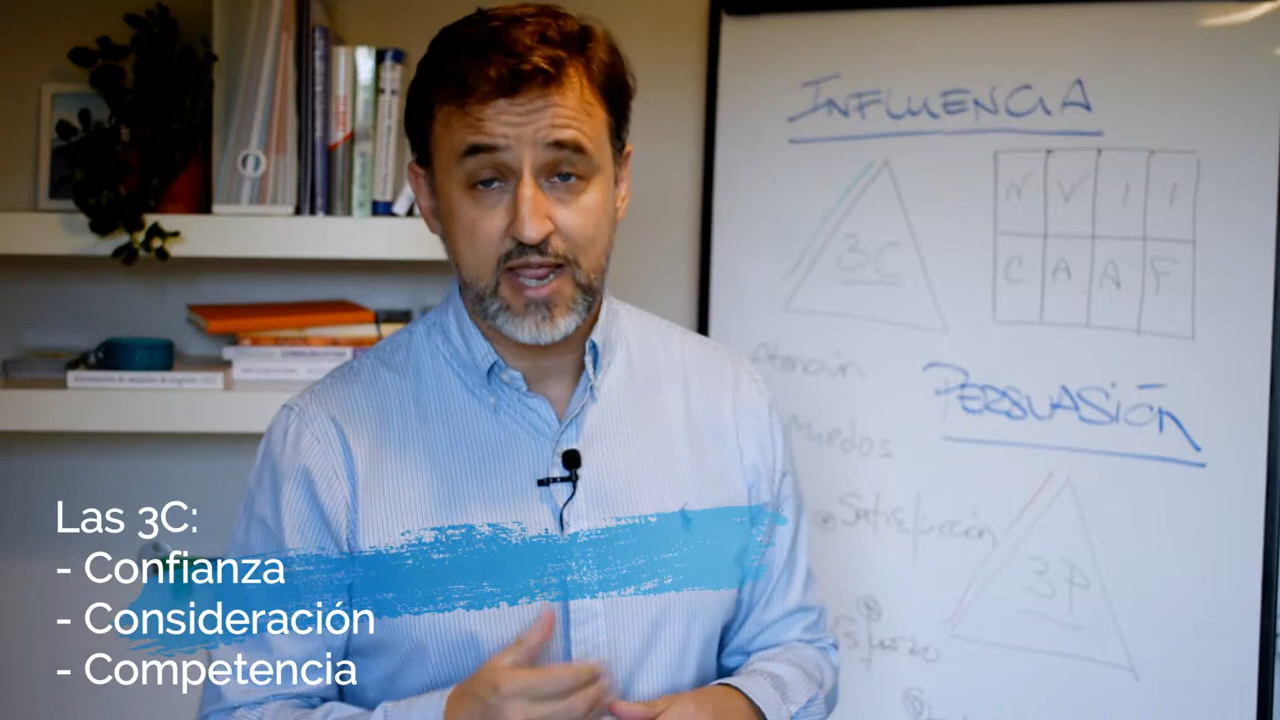 INFLUENCIA
3C
N V I I
C A A F
Atención
Miedos
PERSUASIÓN
Satisfacción
3P
Las 3C:
- Confianza
- Consideración
- Competencia